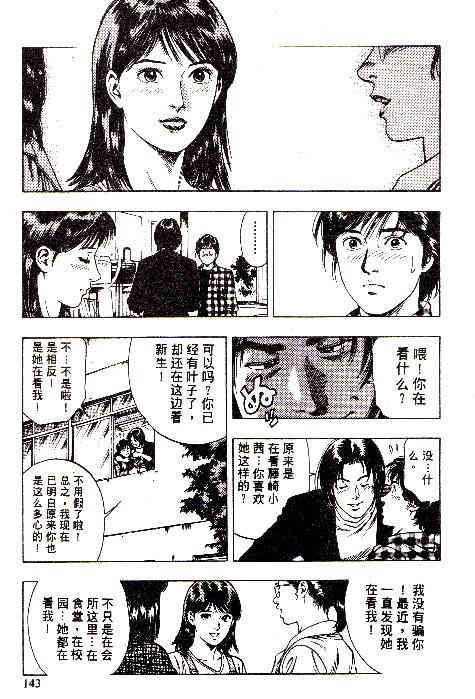 …………
喂！你在
看什么？
ぬ
可以吗？你已
经有叶子了，
却还在这边看
新生！
不…不是啦！
是相反！
是她在看我！
没…什
么。
原来是
在看藤崎小
茜…你喜欢
她这样的？
不用假了啦！
总之，我现在
已明白原来你也
是这么多心的！
我没有骗你
！最近，我
一直发现她
在看我！
不只是在会
所这里…在
食堂，在校
园…她都在
看我！
143